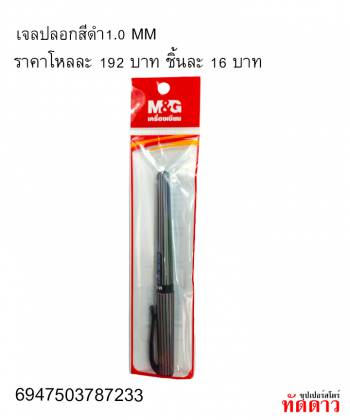 เจลปลอกสีดำ1.0 MM
ราคาโหลละ 192 บาท ชิ้นละ 16 บาท
M&G
เครื่องเขียน
6947503787233
ซุปเปอร์สโตร์
ทัดดาว